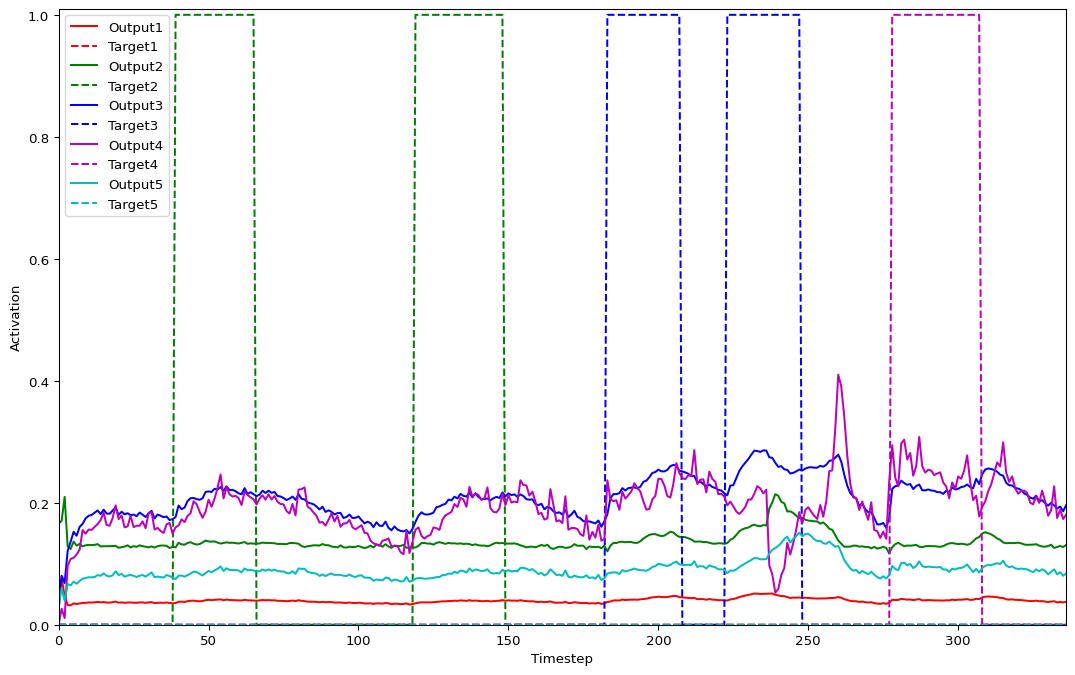 1.0
0.8
0.6
0.4
0.2
0.0
Activation
Output1
Target1
Output2
Target2
Output3
Target3
Output4
Target4
Output5
Target5
0
50
100
150
200
250
300
Timestep